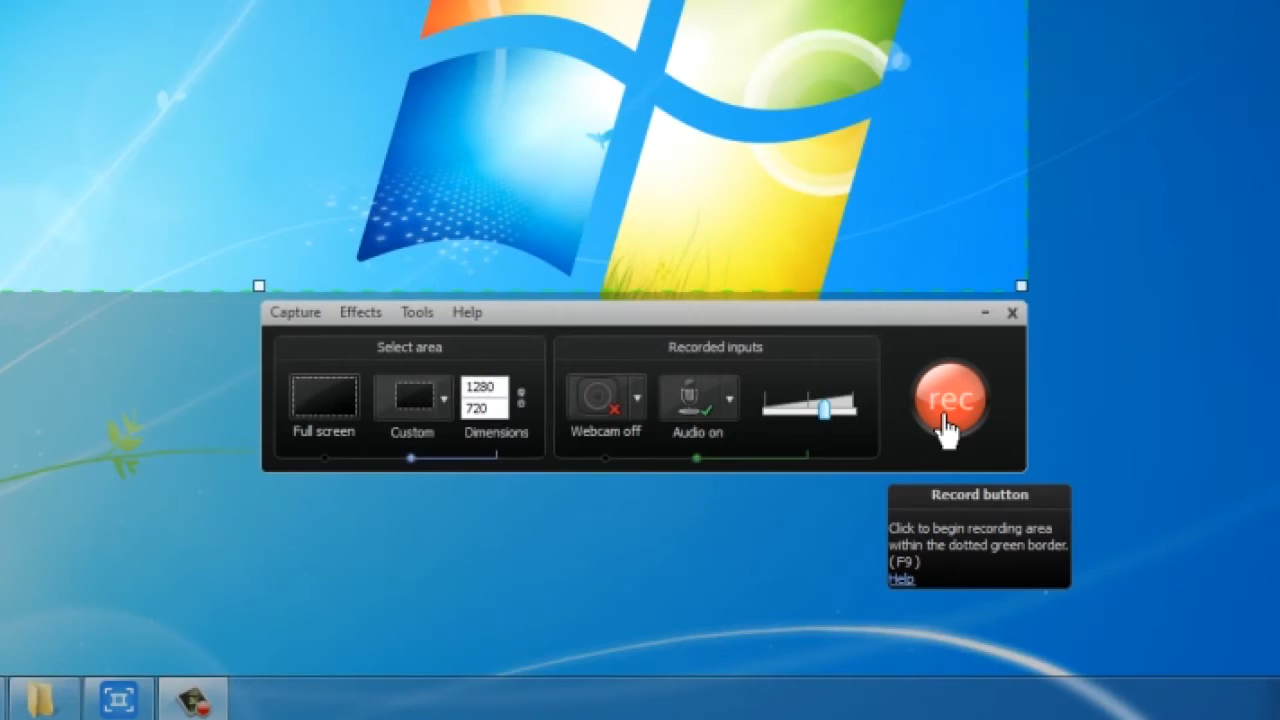 Capture Effects Tools Help
Select area
Recorded inputs
1280
720
rec
Full screen
Custom
Dimensions
Webcam off
Audio on
Record button
Click to begin recording area
within the dotted green border.
( F9 )
Help